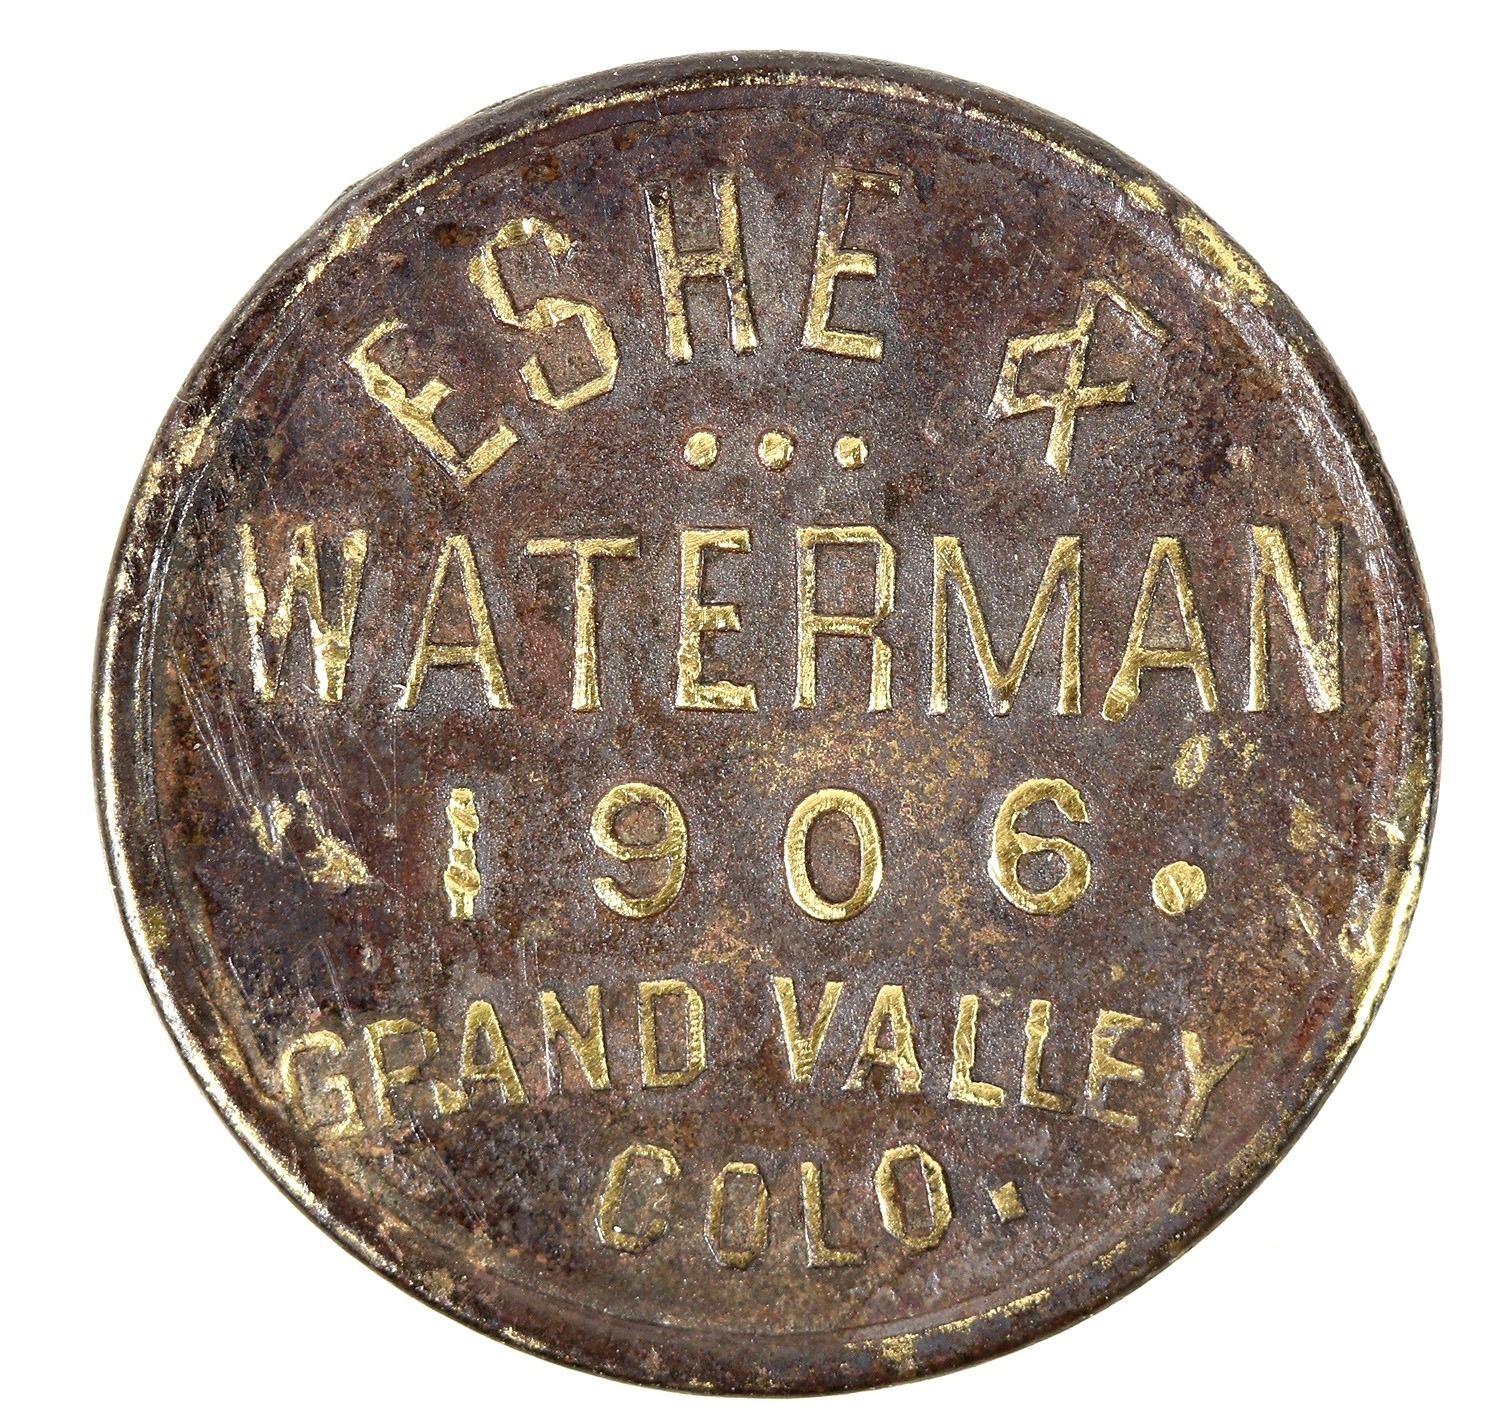 ESHE &
...
WATERMAN
1906.
GRAND VALLEY
COLO.